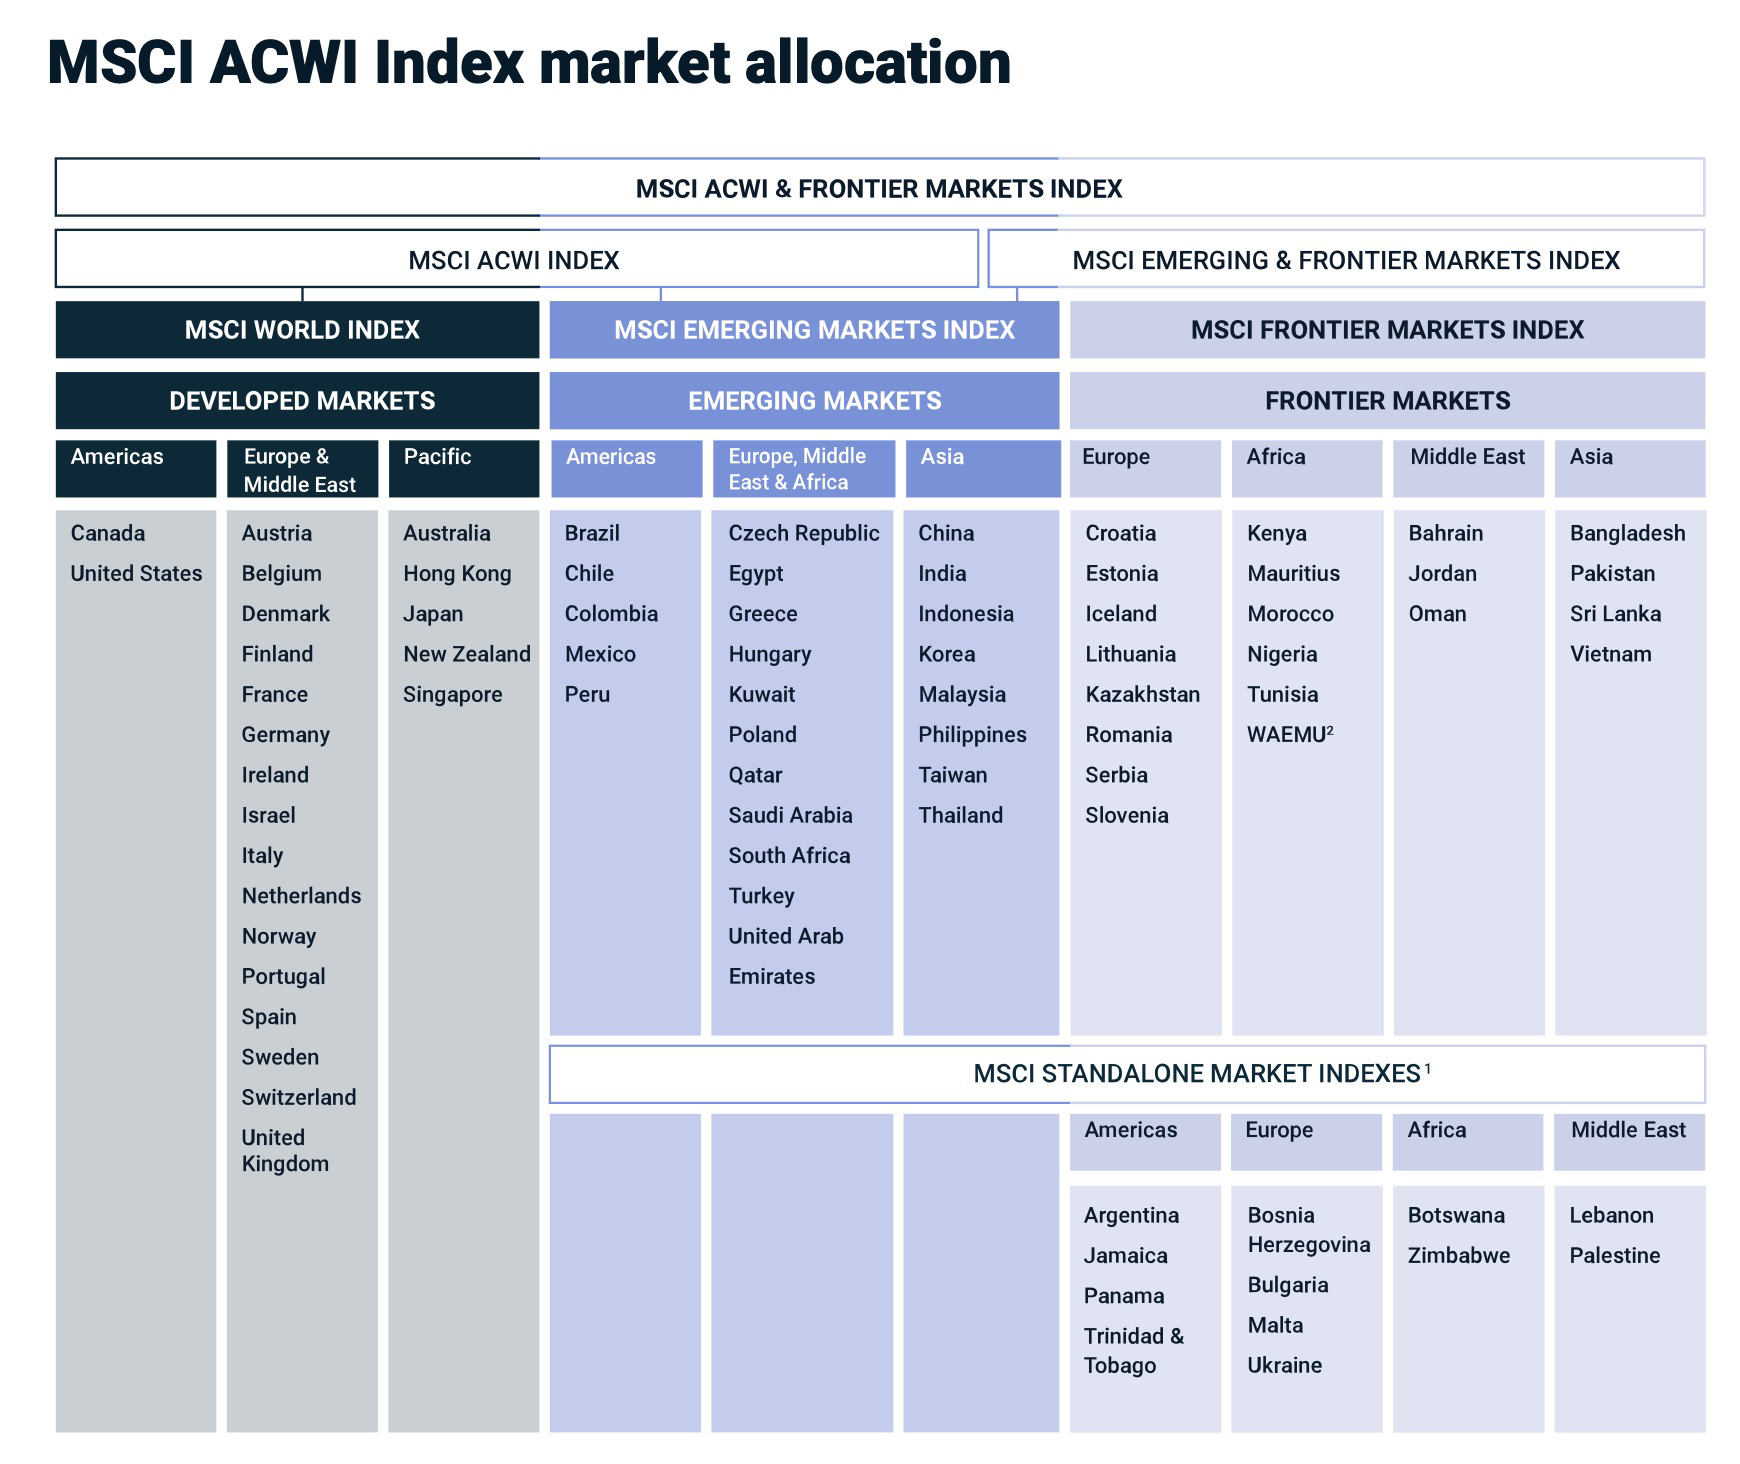 MSCI ACWI Index market allocation
MSCI ACWI & FRONTIER MARKETS INDEX
MSCI ACWI INDEX
MSCI EMERGING & FRONTIER MARKETS INDEX
MSCI WORLD INDEX
MSCI EMERGING MARKETS INDEX
MSCI FRONTIER MARKETS INDEX
DEVELOPED MARKETS
EMERGING MARKETS
FRONTIER MARKETS
Americas
Canada
United States
Europe &
Middle East
Austria
Belgium
Denmark
Finland
France
Germany
Ireland
Israel
Italy
Netherlands
Norway
Portugal
Spain
Sweden
Switzerland
United
Kingdom
Pacific
Australia
Hong Kong
Japan
New Zealand
Singapore
Americas
Brazil
Chile
Colombia
Mexico
Peru
Europe, Middle
East & Africa
Czech Republic
Egypt
Greece
Hungary
Kuwait
Poland
Qatar
Saudi Arabia
South Africa
Turkey
United Arab
Emirates
Asia
China
India
Indonesia
Korea
Malaysia
Philippines
Taiwan
Thailand
Europe
Croatia
Estonia
Iceland
Lithuania
Kazakhstan
Romania
Serbia
Slovenia
Africa
Kenya
Mauritius
Morocco
Nigeria
Tunisia
WAEMU²
Middle East
Bahrain
Jordan
Oman
Asia
Bangladesh
Pakistan
Sri Lanka
Vietnam
MSCI STANDALONE MARKET INDEXES¹
Americas
Argentina
Jamaica
Panama
Trinidad &
Tobago
Europe
Bosnia
Herzegovina
Bulgaria
Malta
Ukraine
Africa
Botswana
Zimbabwe
Middle East
Lebanon
Palestine